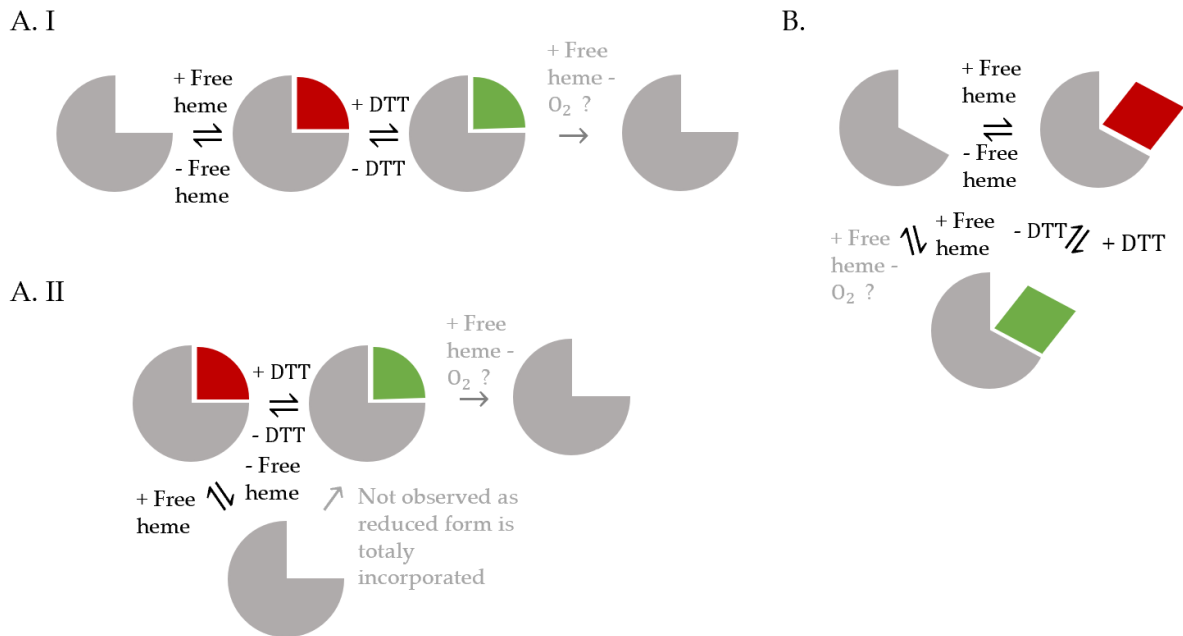 A. I
+ Free
heme
- Free
heme
+ DTT
- DTT
+ Free
heme -
O₂ ?
A. II
+ DTT
- DTT
+ Free
heme -
O₂ ?
+ Free
heme
- Free
heme
Not observed as
reduced form is
totaly
incorporated
B.
+ Free
heme
- Free
heme
+ Free
heme -
O₂ ?
+ Free
heme
- DTT
+ DTT